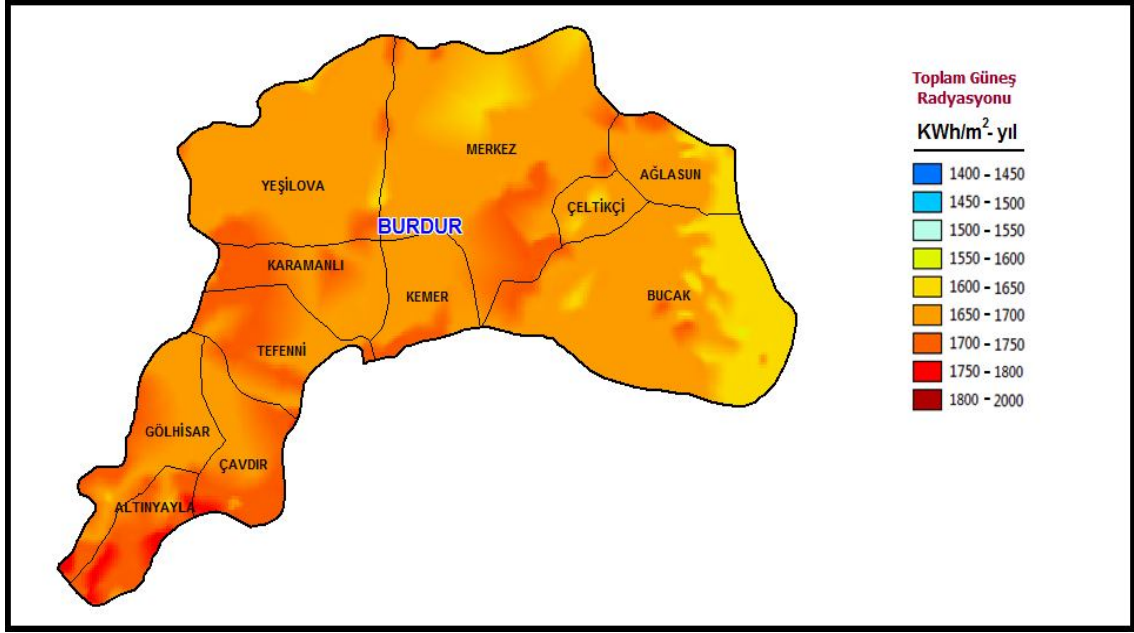 MERKEZ
AĞLASUN
YEŞİLOVA
ÇELTİKÇİ
BURDUR
KARAMANLI
KEMER
BUCAK
TEFENNİ
GÖLHİSAR
ÇAVDIR
ALTINYAYLA
Toplam Güneş
Radyasyonu
KWh/m²- yıl
1400 - 1450
1450 - 1500
1500 - 1550
1550 - 1600
1600 - 1650
1650 - 1700
1700 - 1750
1750 - 1800
1800 - 2000